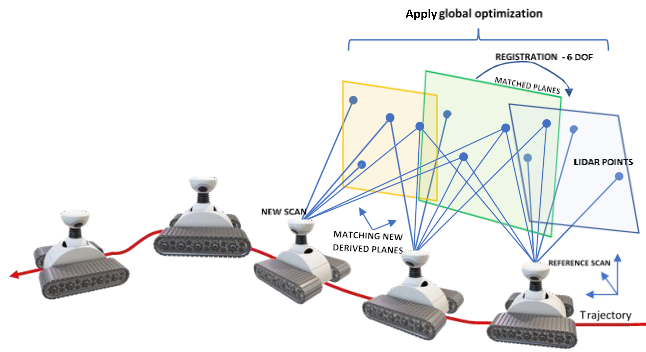 Apply global optimization
REGISTRATION - 6 DOF
MATCHED PLANES
LIDAR POINTS
NEW SCAN
MATCHING NEW
DERIVED PLANES
REFERENCE SCAN
Trajectory